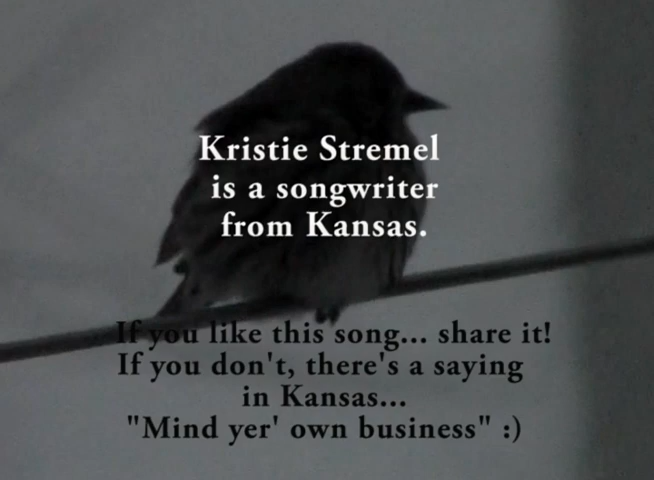 Kristie Stremel
is a songwriter
from Kansas.
If you like this song... share it!
If you don't, there's a saying
in Kansas...
"Mind yer' own business" :)